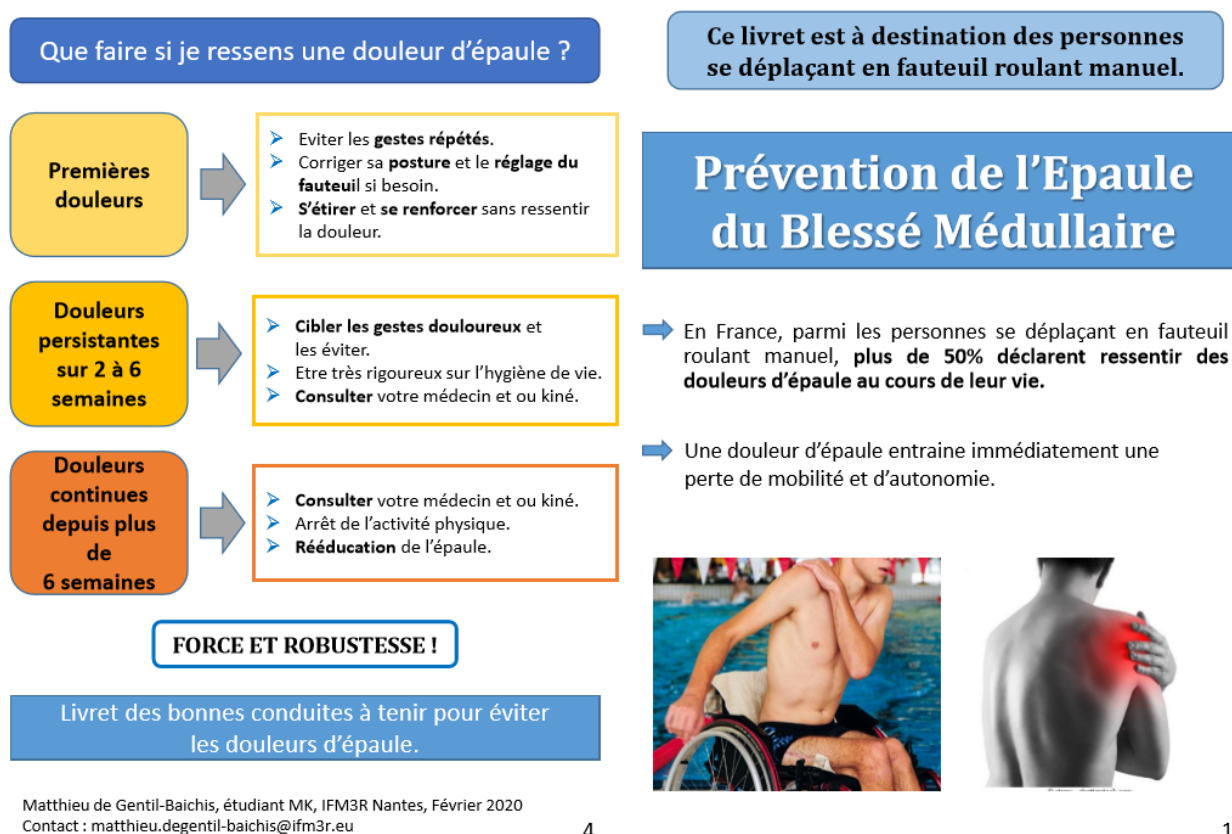 Que faire si je ressens une douleur d’épaule ?
Premières
douleurs
➢ Eviter les gestes répétés.
➢ Corriger sa posture et le réglage du
fauteuil si besoin.
➢ S’étirer et se renforcer sans ressentir
la douleur.
Douleurs
persistantes
sur 2 à 6
semaines
➢ Cibler les gestes douloureux et
les éviter.
➢ Etre très rigoureux sur l’hygiène de vie.
➢ Consulter votre médecin et ou kiné.
Douleurs
continues
depuis plus
de
6 semaines
➢ Consulter votre médecin et ou kiné.
➢ Arrêt de l’activité physique.
➢ Rééducation de l’épaule.
FORCE ET ROBUSTESSE !
Livret des bonnes conduites à tenir pour éviter
les douleurs d’épaule.
Matthieu de Gentil-Baichis, étudiant MK, IFM3R Nantes, Février 2020
Contact : matthieu.degentil-baichis@ifm3r.eu
4
Ce livret est à destination des personnes
se déplaçant en fauteuil roulant manuel.
Prévention de l’Epaule
du Blessé Médullaire
En France, parmi les personnes se déplaçant en fauteuil
roulant manuel, plus de 50% déclarent ressentir des
douleurs d’épaule au cours de leur vie.
Une douleur d’épaule entraine immédiatement une
perte de mobilité et d’autonomie.
1